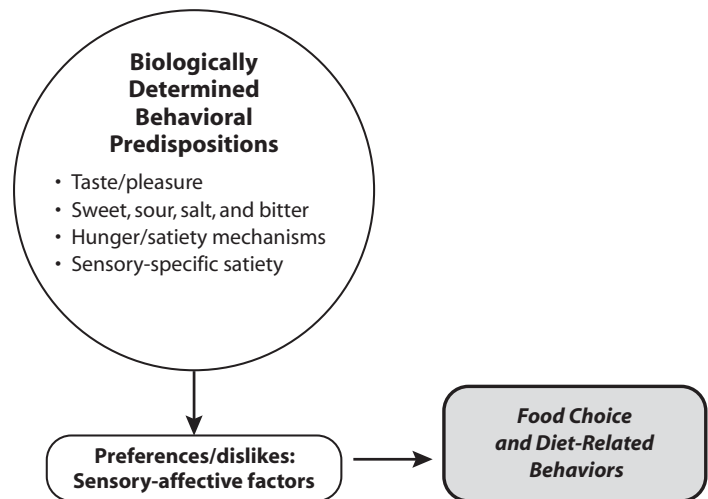 Biologically
Determined
Behavioral
Predispositions
• Taste/pleasure
• Sweet, sour, salt, and bitter
• Hunger/satiety mechanisms
• Sensory-specific satiety
Preferences/dislikes:
Sensory-affective factors
Food Choice
and Diet-Related
Behaviors